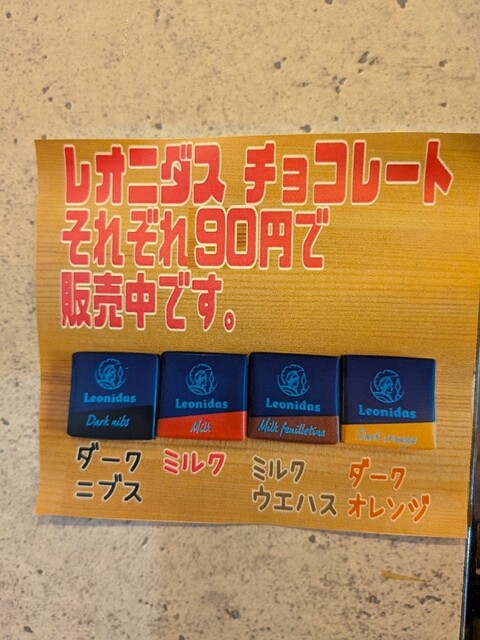 レオニダス チョコレート
それぞれ90円で
販売中です。
Leonidas Leonidas Leonidas Leonidas
Dark nibs Milk Milk feuilletine Dark orange
ダーク ミルク ミルク ダーク
ニブス ウエハス オレンジ